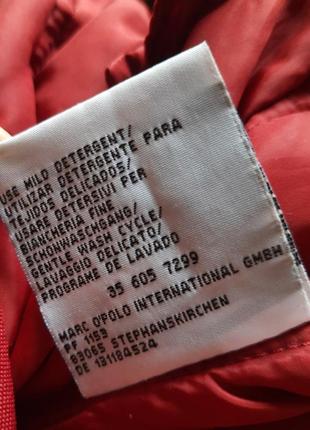 USE MILD DETERGENT/
UTILIZAR DETERGENTE PARA
TEJIDOS DELICADOS/
USARE DETERSIVI PER
BIANCHERIA FINE
SCHONWASCHGANG/
GENTLE WASH CYCLE/
LAVAGGIO DELICATO/
PROGRAME DE LAVADO
35 605 7299
MARC O'POLO INTERNATIONAL GMBH
PF 1153
83065 STEPHANSKIRCHEN
DE 131184524